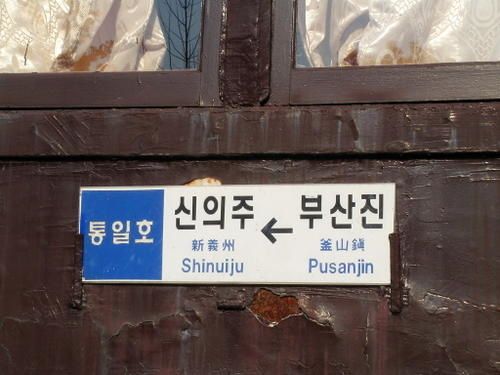 통일호
신의주 ← 부산진
新義州 釜山鎭
Shinuiju Pusanjin